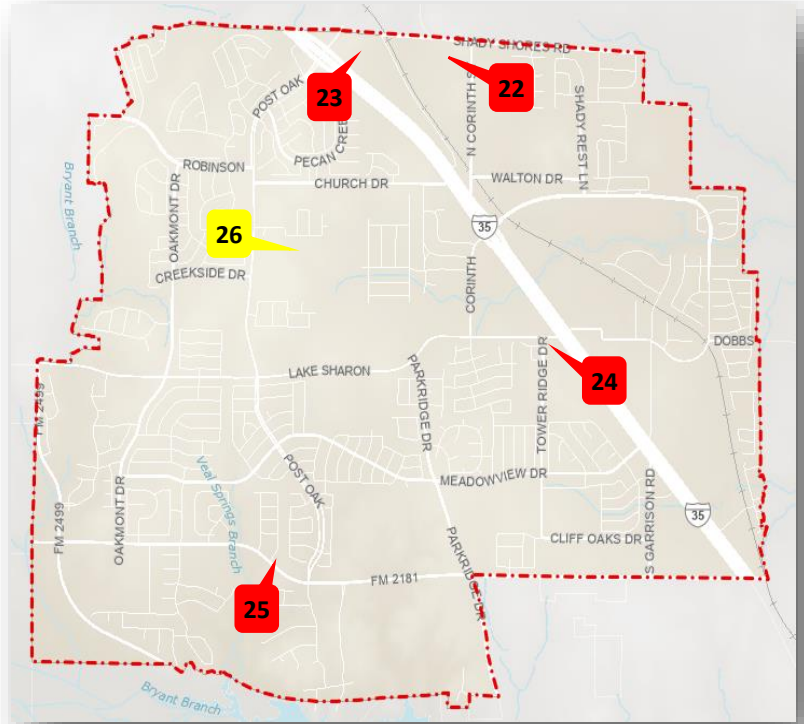 SHADY SHORES RD
22
23
POST OAK
N CORINTH S
SHADY REST LN
PECAN CREE
ROBINSON
CHURCH DR
WALTON DR
Bryant Branch
OAKMONT DR
26
35
CREEKSIDE DR
CORINTH
DOBBS
LAKE SHARON
PARKRIDGE DR
TOWER RIDGE DR
24
FM 2499
POST OAK
Veal Springs Branch
MEADOWVIEW DR
OAKMONT DR
FM 2499
S GARRISON RD
35
CLIFF OAKS DR
PARKRIDGE DR
FM 2181
25
Bryant Branch